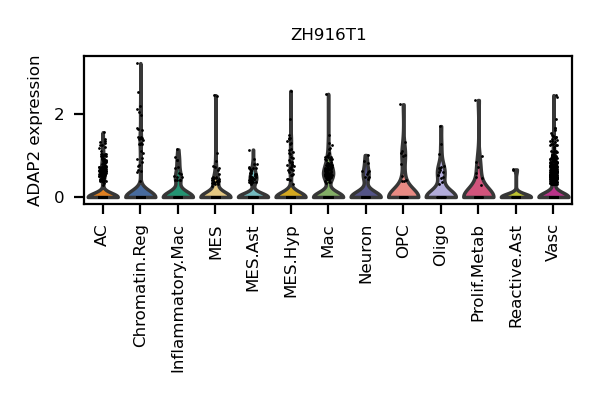 ZH916T1
ADAP2 expression
2
0
AC
Chromatin.Reg
Inflammatory.Mac
MES
MES.Ast
MES.Hyp
Mac
Neuron
OPC
Oligo
Prolif.Metab
Reactive.Ast
Vasc